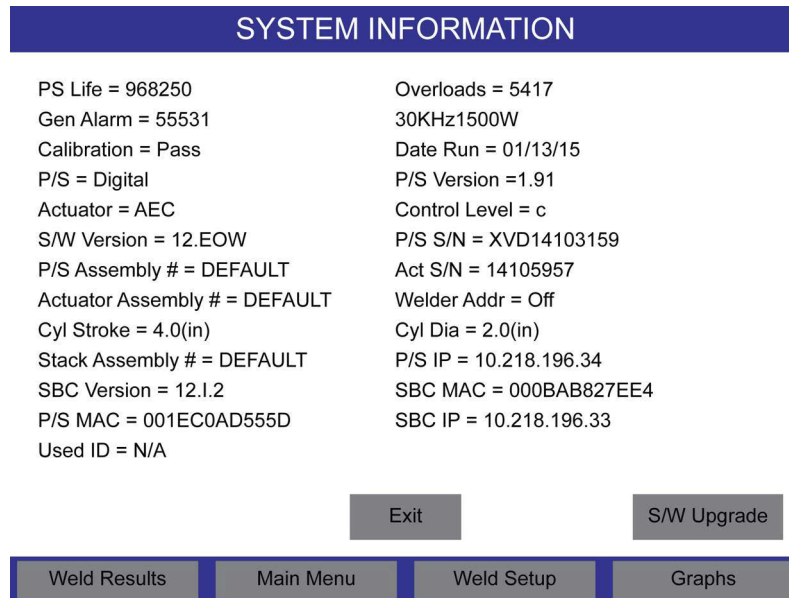 SYSTEM INFORMATION
PS Life = 968250
Overloads = 5417
Gen Alarm = 55531
30KHz1500W
Calibration = Pass
Date Run = 01/13/15
P/S = Digital
P/S Version =1.91
Actuator = AEC
Control Level = c
S/W Version = 12.EOW
P/S S/N = XVD14103159
P/S Assembly # = DEFAULT
Act S/N = 14105957
Actuator Assembly # = DEFAULT
Welder Addr = Off
Cyl Stroke = 4.0(in)
Cyl Dia = 2.0(in)
Stack Assembly # = DEFAULT
P/S IP = 10.218.196.34
SBC Version = 12.I.2
SBC MAC = 000BAB827EE4
P/S MAC = 001EC0AD555D
SBC IP = 10.218.196.33
Used ID = N/A
Exit
S/W Upgrade
Weld Results
Main Menu
Weld Setup
Graphs